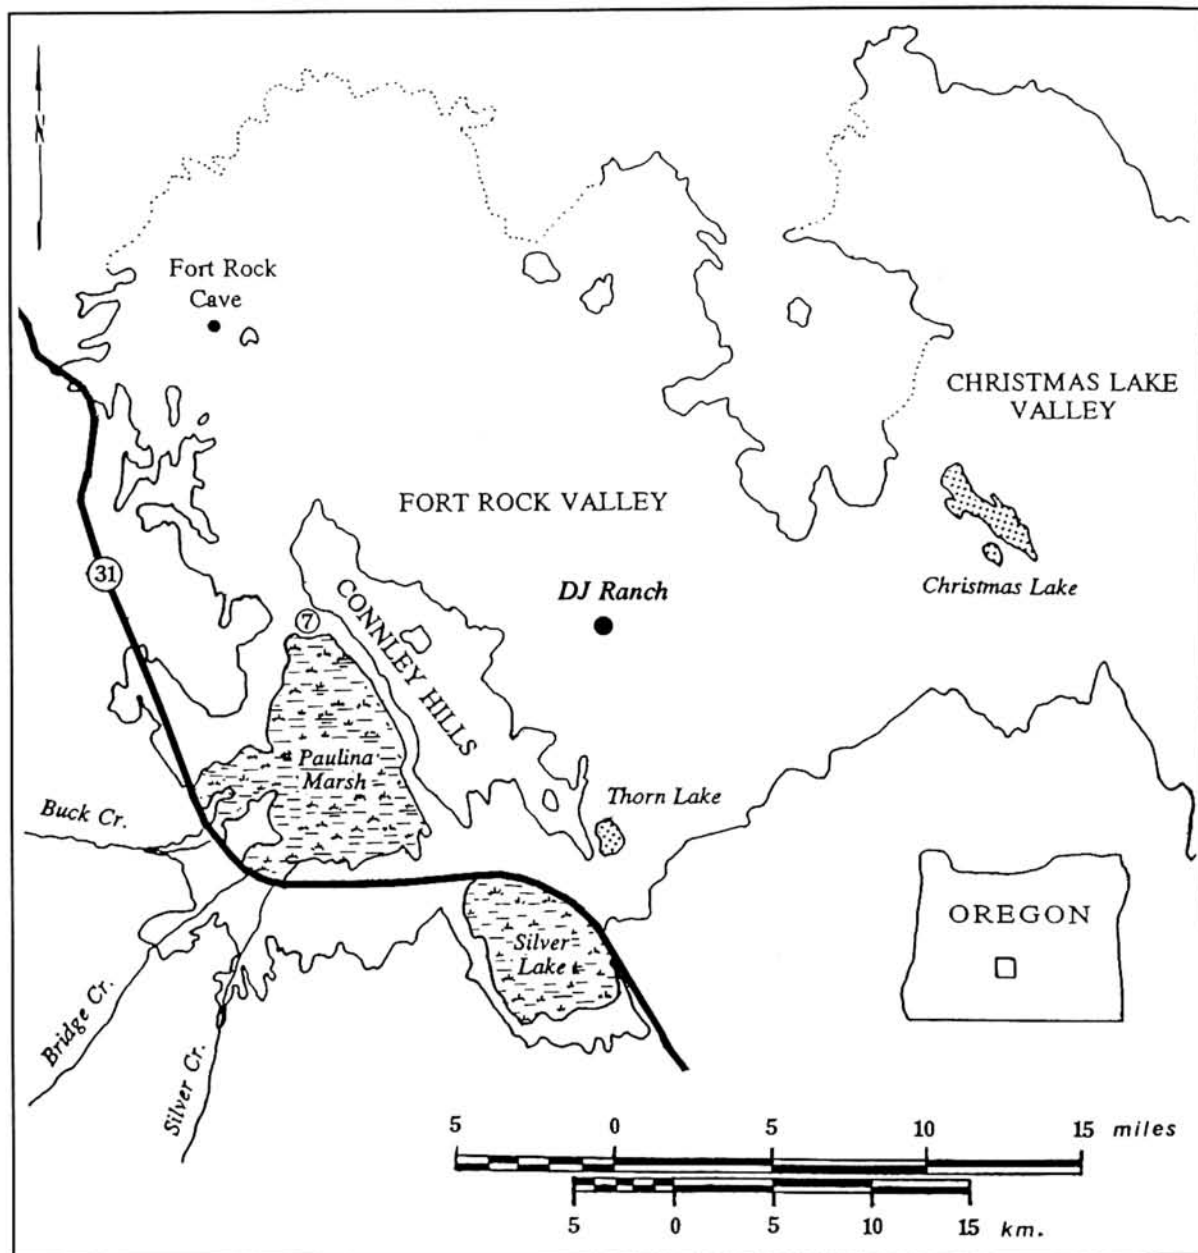 N
Fort Rock
Cave
CHRISTMAS LAKE
VALLEY
FORT ROCK VALLEY
31
DJ Ranch
Christmas Lake
7
CONNLEY HILLS
Paulina
Marsh
Thorn Lake
Buck Cr.
OREGON
Silver
Lake
Bridge Cr.
Silver Cr.
5 0 5 10 15 miles
5 0 5 10 15 km.